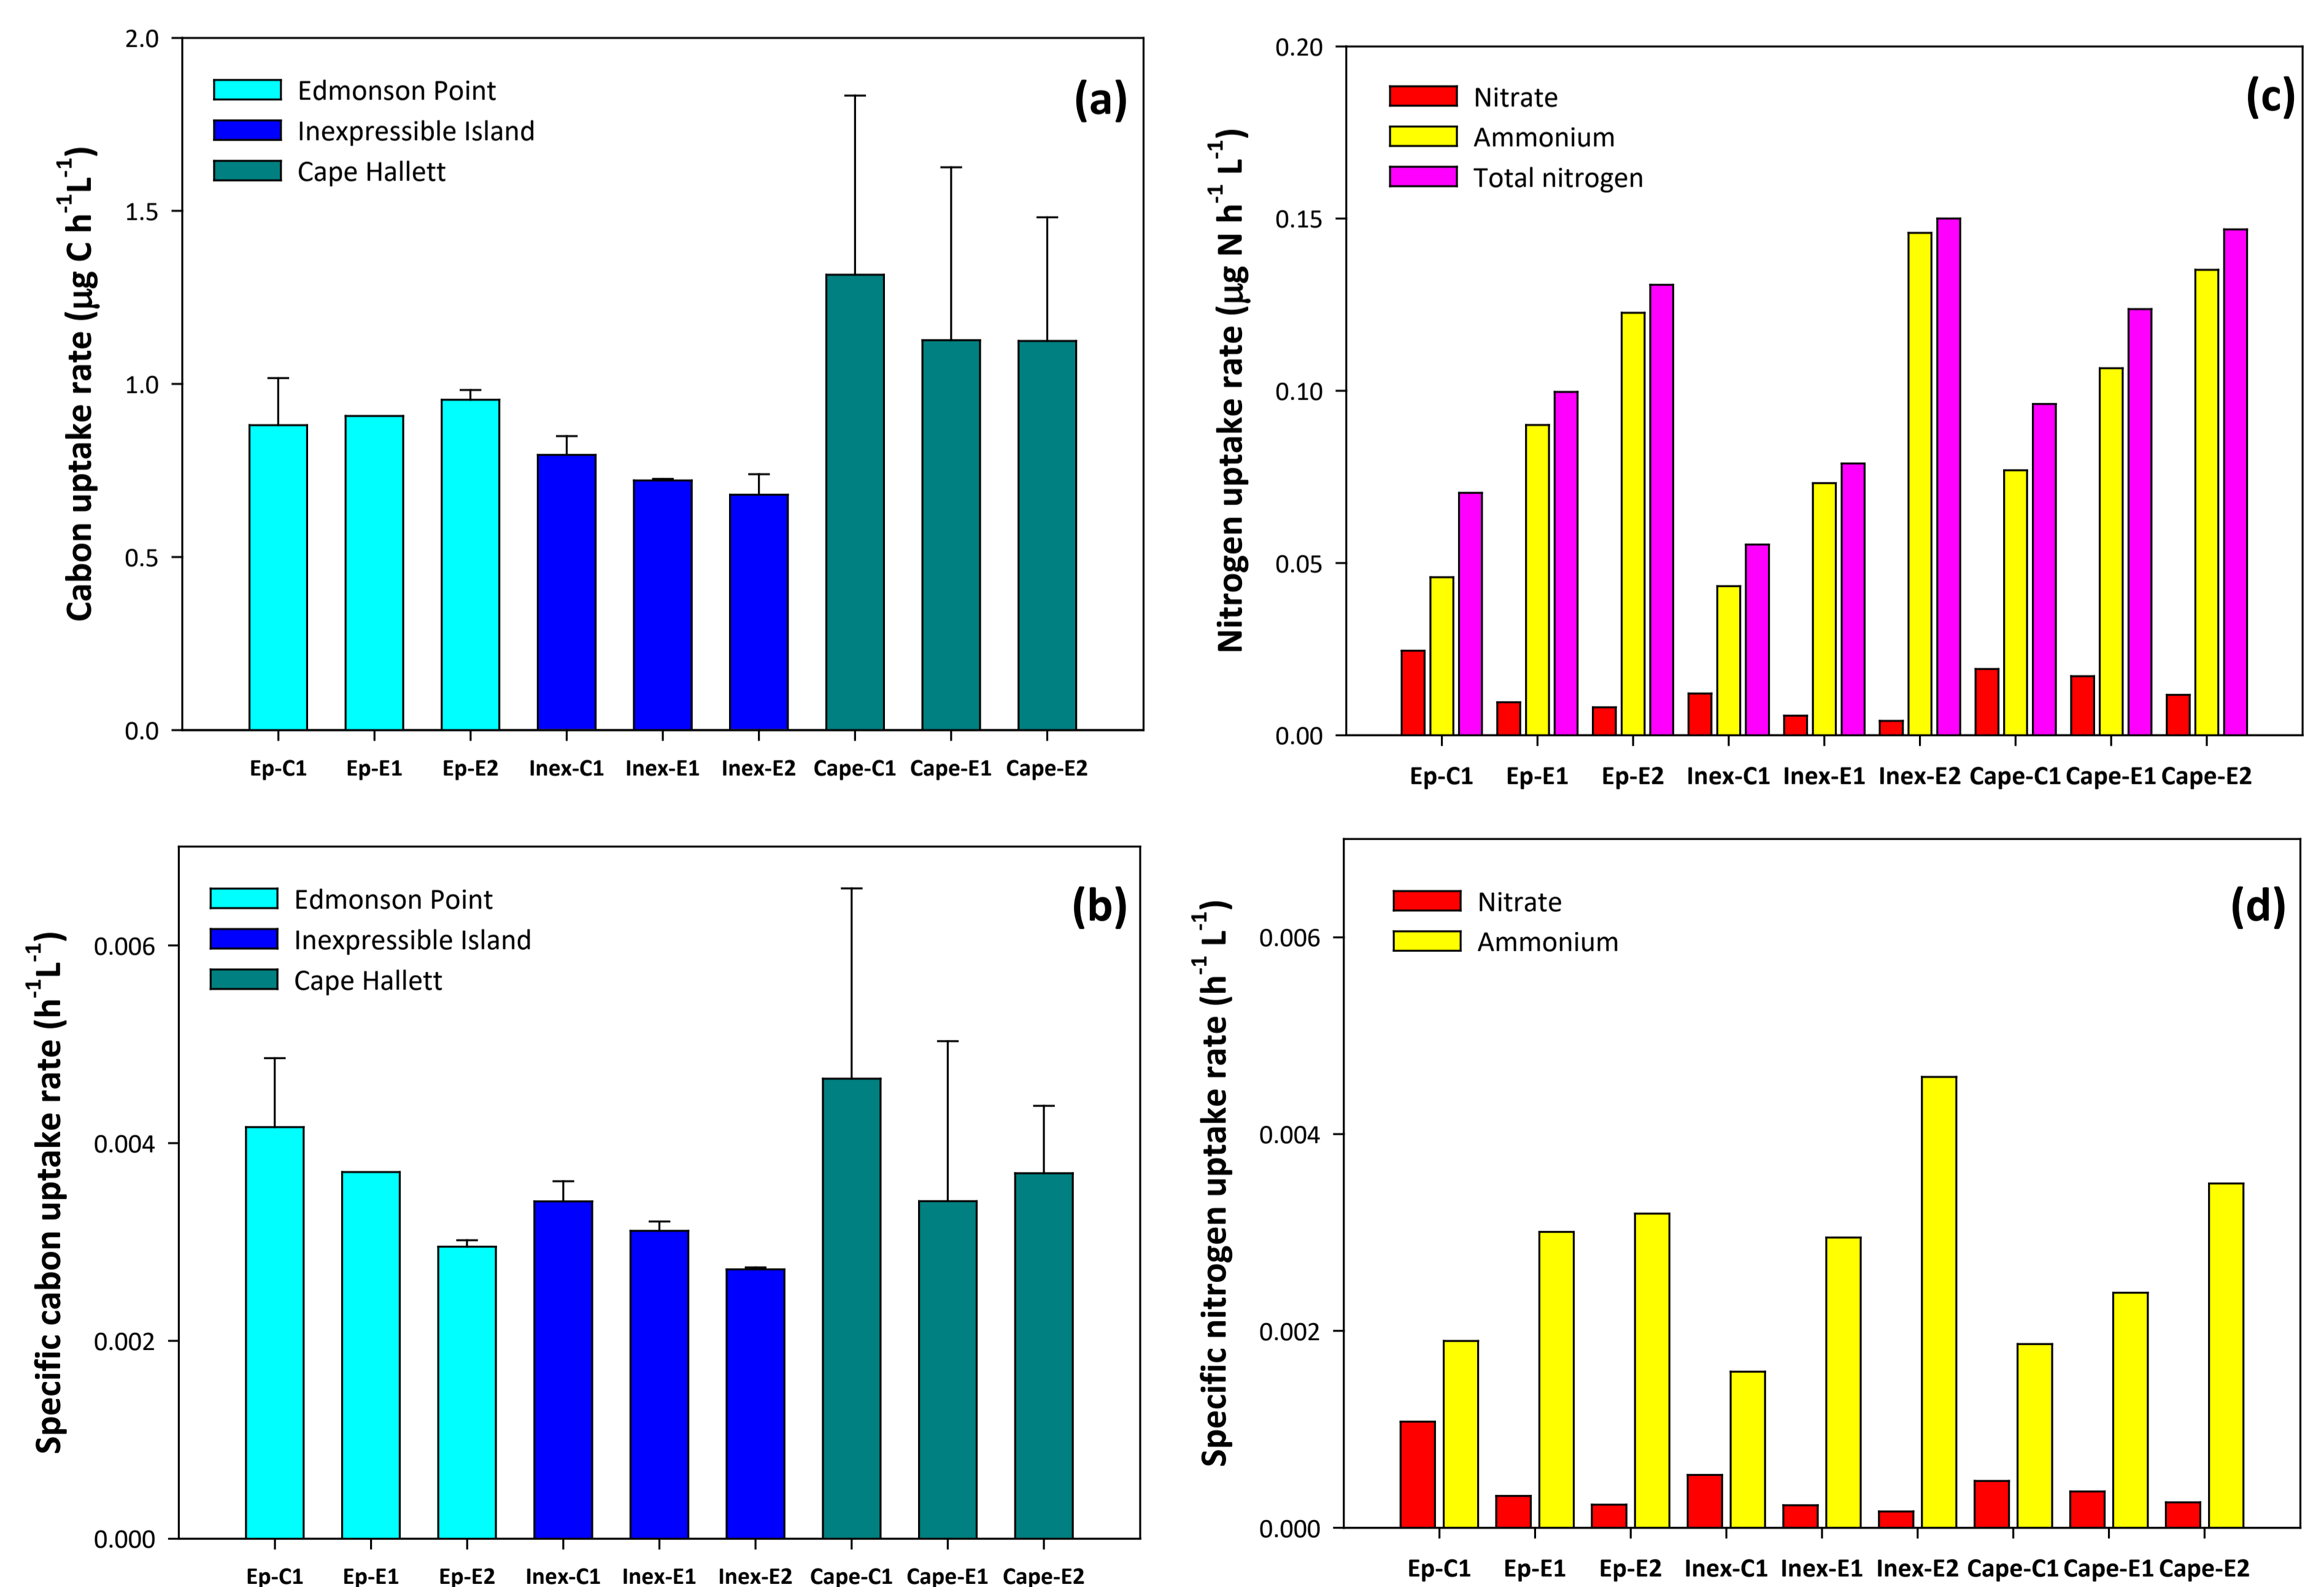 Cabon uptake rate (µg C h⁻¹L⁻¹)
2.0
1.5
1.0
0.5
0.0
Edmonson Point
Inexpressible Island
Cape Hallett
(a)
Ep-C1 Ep-E1 Ep-E2 Inex-C1 Inex-E1 Inex-E2 Cape-C1 Cape-E1 Cape-E2
Nitrogen uptake rate (µg N h⁻¹ L⁻¹)
0.20
0.15
0.10
0.05
0.00
Nitrate
Ammonium
Total nitrogen
(c)
Ep-C1 Ep-E1 Ep-E2 Inex-C1 Inex-E1 Inex-E2 Cape-C1 Cape-E1 Cape-E2
Specific cabon uptake rate (h⁻¹L⁻¹)
0.006
0.004
0.002
0.000
Edmonson Point
Inexpressible Island
Cape Hallett
(b)
Ep-C1 Ep-E1 Ep-E2 Inex-C1 Inex-E1 Inex-E2 Cape-C1 Cape-E1 Cape-E2
Specific nitrogen uptake rate (h⁻¹ L⁻¹)
0.006
0.004
0.002
0.000
Nitrate
Ammonium
(d)
Ep-C1 Ep-E1 Ep-E2 Inex-C1 Inex-E1 Inex-E2 Cape-C1 Cape-E1 Cape-E2